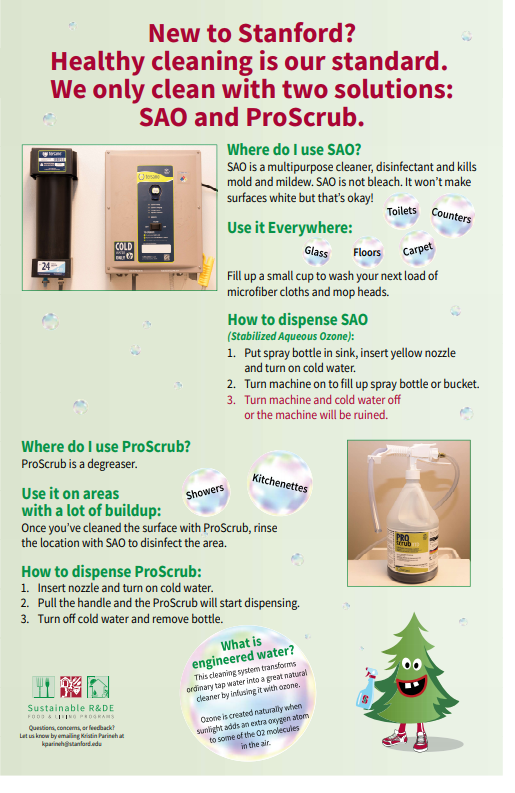 New to Stanford?
Healthy cleaning is our standard.
We only clean with two solutions:
SAO and ProScrub.
Where do I use SAO?
SAO is a multipurpose cleaner, disinfectant and kills
mold and mildew. SAO is not bleach. It won't make
surfaces white but that's okay!
Toilets
Counters
Use it Everywhere:
Glass
Floors
Carpet
COLD
ONLY
24
Fill up a small cup to wash your next load of
microfiber cloths and mop heads.
How to dispense SAO
(Stabilized Aqueous Ozone):
1. Put spray bottle in sink, insert yellow nozzle
and turn on cold water.
2. Turn machine on to fill up spray bottle or bucket.
3. Turn machine and cold water off
or the machine will be ruined.
Where do I use ProScrub?
ProScrub is a degreaser.
Use it on areas
with a lot of buildup:
Showers
Kitchenettes
Once you've cleaned the surface with ProScrub, rinse
the location with SAO to disinfect the area.
PRO
Scrub
How to dispense ProScrub:
1. Insert nozzle and turn on cold water.
2. Pull the handle and the ProScrub will start dispensing.
3. Turn off cold water and remove bottle.
What is
engineered water?
This cleaning system transforms
ordinary tap water into a great natural
cleaner by infusing it with ozone.
Ozone is created naturally when
sunlight adds an extra oxygen atom
to some of the O2 molecules
in the air.
Sustainable R&DE
FOOD & LIVING PROGRAMS
Questions, concerns, or feedback?
Let us know by emailing Kristin Parineh at
kparineh@stanford.edu